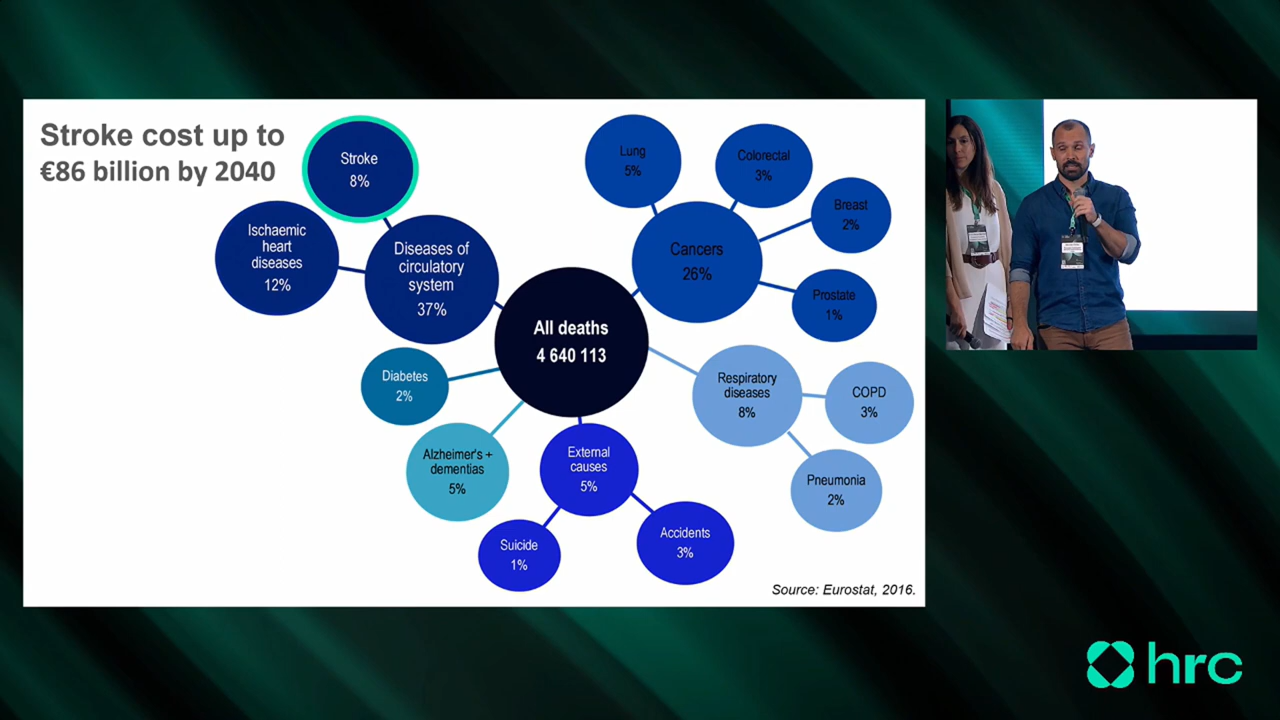 Stroke cost up to
€86 billion by 2040
Stroke
8%
Ischaemic
heart
diseases
12%
Diseases of
circulatory
system
37%
Lung
5%
Colorectal
3%
Breast
2%
Cancers
26%
Prostate
1%
All deaths
4 640 113
Diabetes
2%
Respiratory
diseases
8%
COPD
3%
Alzheimer's +
dementias
5%
External
causes
5%
Pneumonia
2%
Suicide
1%
Accidents
3%
Source: Eurostat, 2016.
hrc